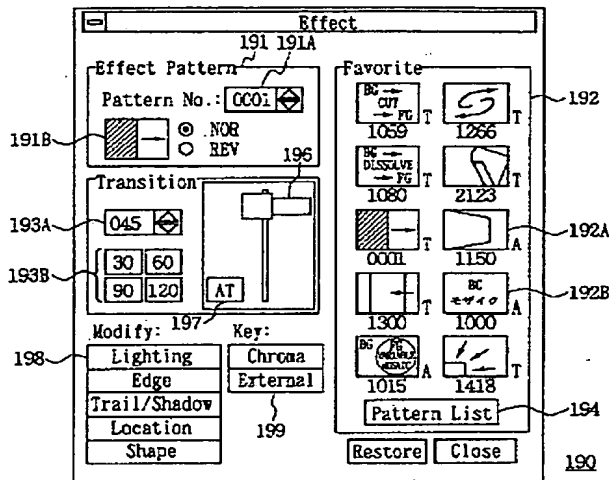 Effect
191 191A
Effect Pattern
Pattern No.: 0001
191B
NOR
REV
Transition
196
193A
045
193B
30 60
90 120
AT
197
Modify:
198
Lighting
Edge
Trail/Shadow
Location
Shape
Key:
Chroma
External
199
Favorite
192
BG → CUT → FG
T
1059
T
1266
BG → DISSOLVE → FG
T
1080
T
2123
T
0001
A
1150
192A
T
1300
BG
モザイク
A
1000
192B
BG
FG
VARIABLE
MOSAIC
A
1015
T
1418
Pattern List
194
Restore Close
190